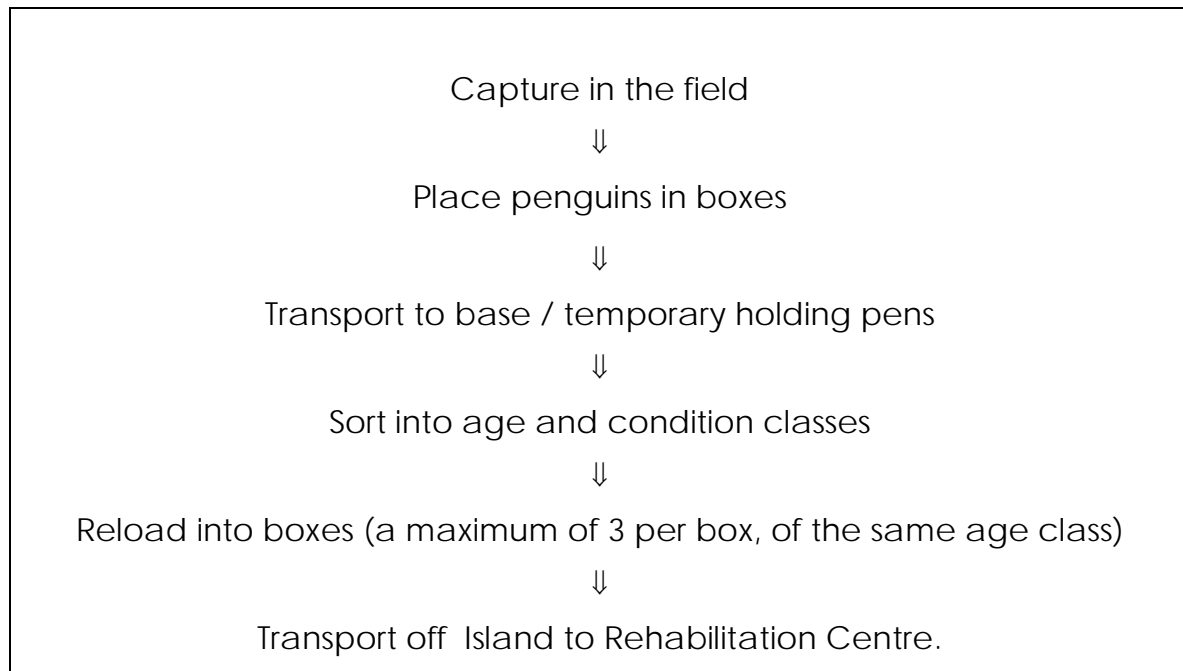 Capture in the field
⇓
Place penguins in boxes
⇓
Transport to base / temporary holding pens
⇓
Sort into age and condition classes
⇓
Reload into boxes (a maximum of 3 per box, of the same age class)
⇓
Transport off Island to Rehabilitation Centre.